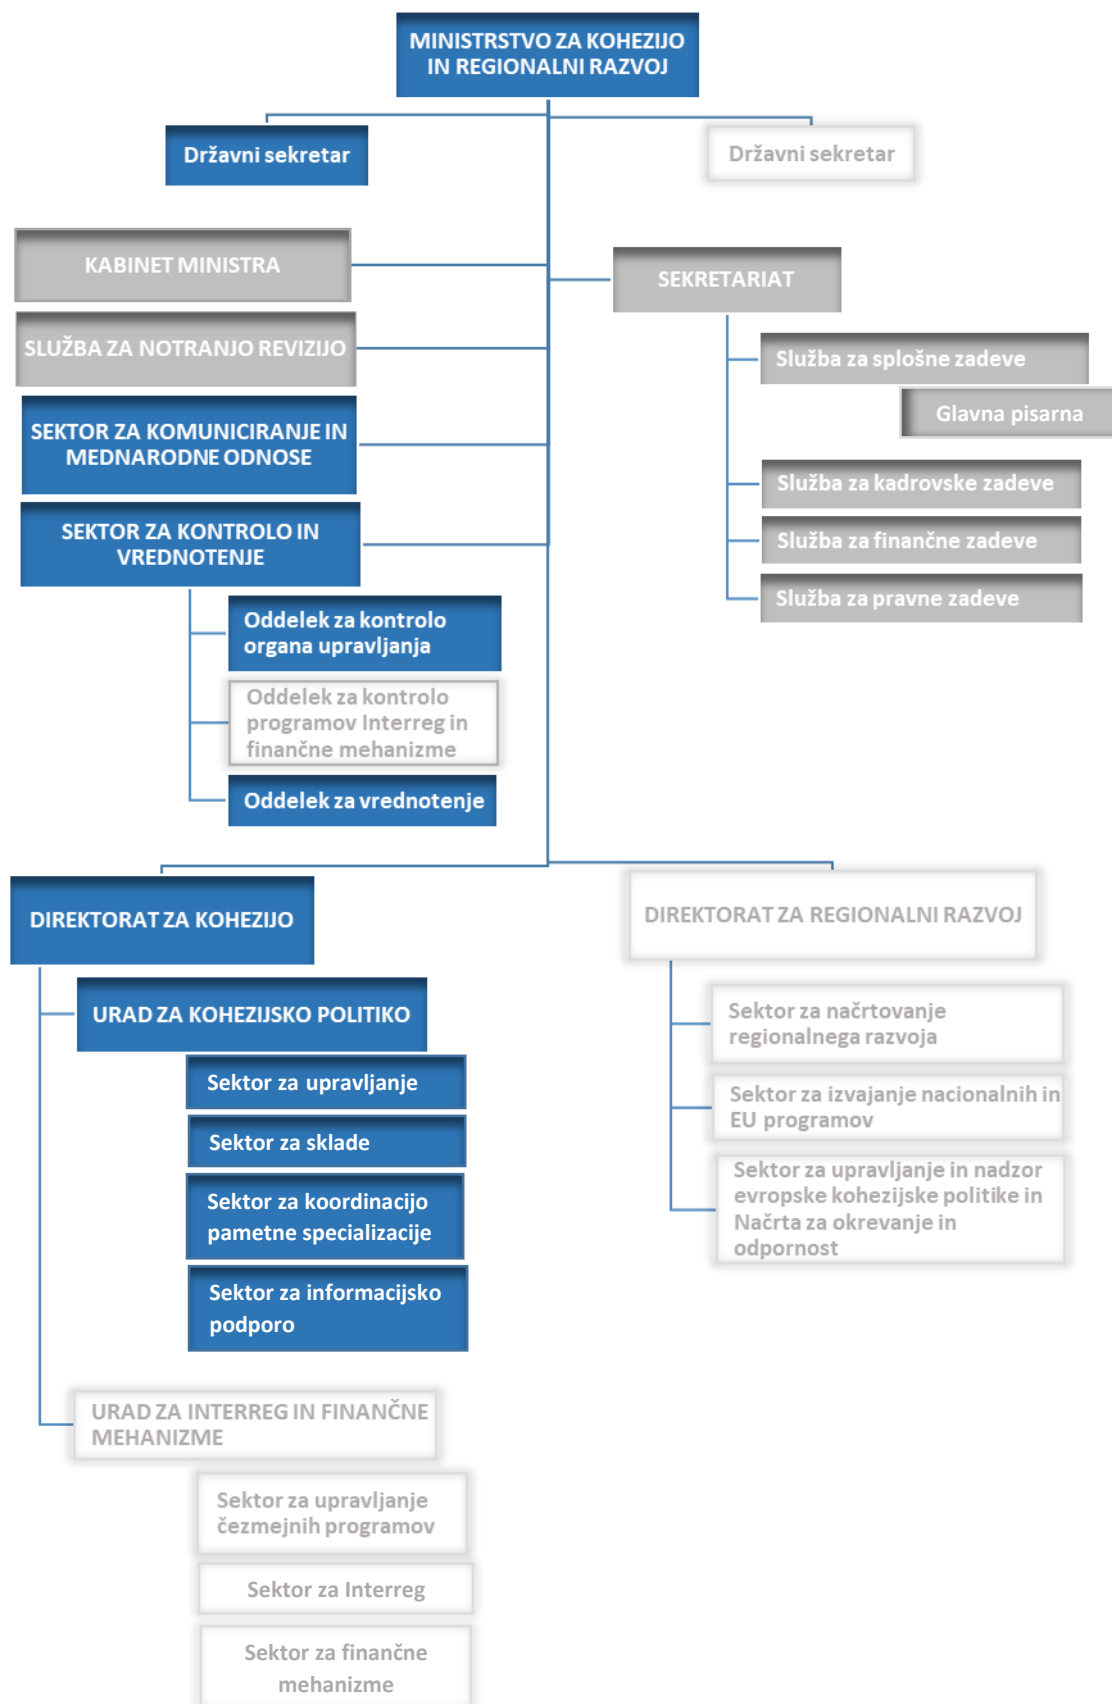 MINISTRSTVO ZA KOHEZIJO
IN REGIONALNI RAZVOJ
Državni sekretar
Državni sekretar
KABINET MINISTRA
SLUŽBA ZA NOTRANJO REVIZIJO
SEKTOR ZA KOMUNICIRANJE IN
MEDNARODNE ODNOSE
SEKTOR ZA KONTROLO IN
VREDNOTENJE
Oddelek za kontrolo
organa upravljanja
Oddelek za kontrolo
programov Interreg in
finančne mehanizme
Oddelek za vrednotenje
SEKRETARIAT
Služba za splošne zadeve
Glavna pisarna
Služba za kadrovske zadeve
Služba za finančne zadeve
Služba za pravne zadeve
DIREKTORAT ZA KOHEZIJO
URAD ZA KOHEZIJSKO POLITIKO
Sektor za upravljanje
Sektor za sklade
Sektor za koordinacijo
pametne specializacije
Sektor za informacijsko
podporo
URAD ZA INTERREG IN FINANČNE
MEHANIZME
Sektor za upravljanje
čezmejnih programov
Sektor za Interreg
Sektor za finančne
mehanizme
DIREKTORAT ZA REGIONALNI RAZVOJ
Sektor za načrtovanje
regionalnega razvoja
Sektor za izvajanje nacionalnih in
EU programov
Sektor za upravljanje in nadzor
evropske kohezijske politike in
Načrta za okrevanje in
odpornost